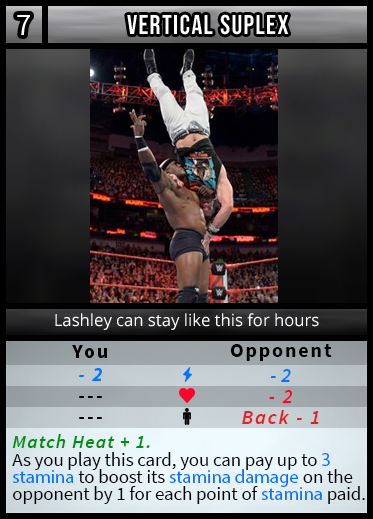 7 VERTICAL SUPLEX
Lashley can stay like this for hours
You Opponent
- 2 - 2
--- - 2
--- Back - 1
Match Heat + 1.
As you play this card, you can pay up to 3
stamina to boost its stamina damage on the
opponent by 1 for each point of stamina paid.